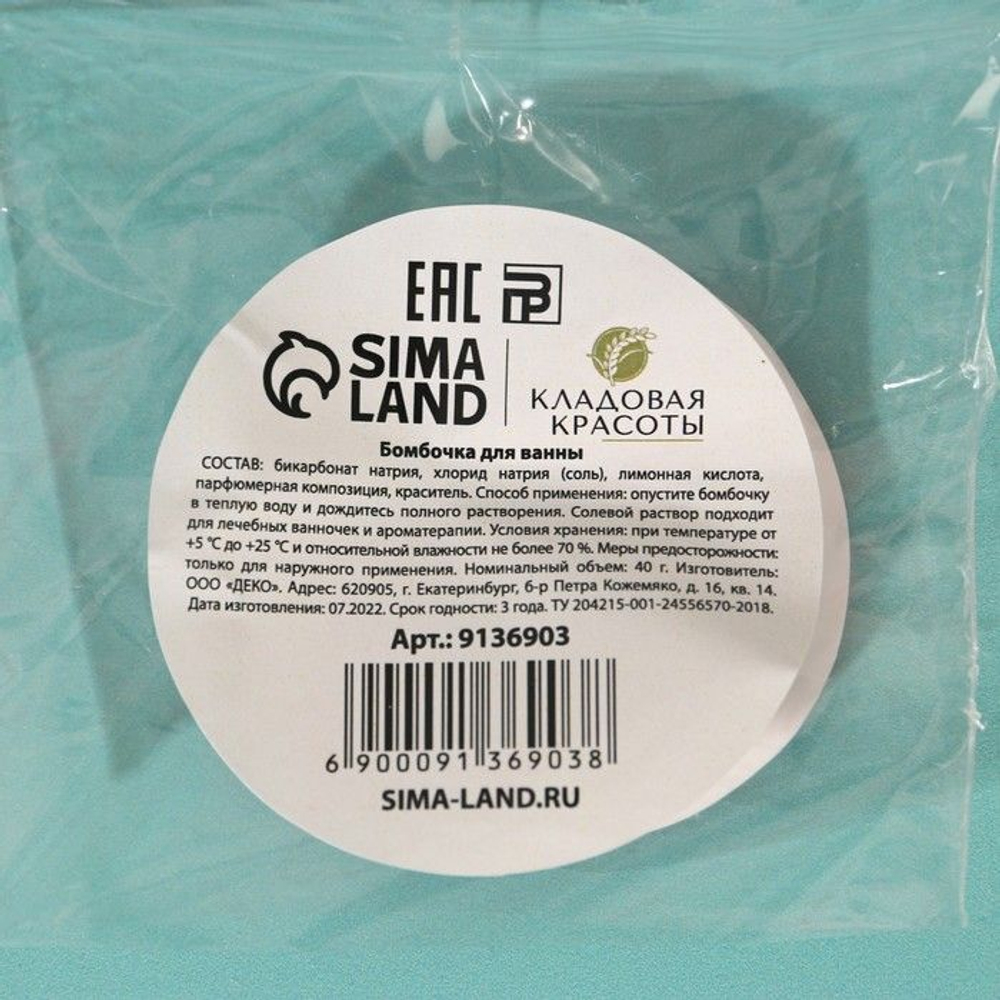 ЕАС
SIMA
LAND
КЛАДОВАЯ
КРАСОТЫ
Бомбочка для ванны
СОСТАВ: бикарбонат натрия, хлорид натрия (соль), лимонная кислота,
парфюмерная композиция, краситель. Способ применения: опустите бомбочку
в теплую воду и дождитесь полного растворения. Солевой раствор подходит
для лечебных ванночек и ароматерапии. Условия хранения: при температуре от
+5 °С до +25 °С и относительной влажности не более 70 %. Меры предосторожности:
только для наружного применения. Номинальный объем: 40 г. Изготовитель:
ООО «ДЕКО». Адрес: 620905, г. Екатеринбург, б-р Петра Кожемяко, д. 16, кв. 14.
Дата изготовления: 07.2022. Срок годности: 3 года. ТУ 204215-001-24556570-2018.
Арт.: 9136903
6 900091 369038
SIMA-LAND.RU